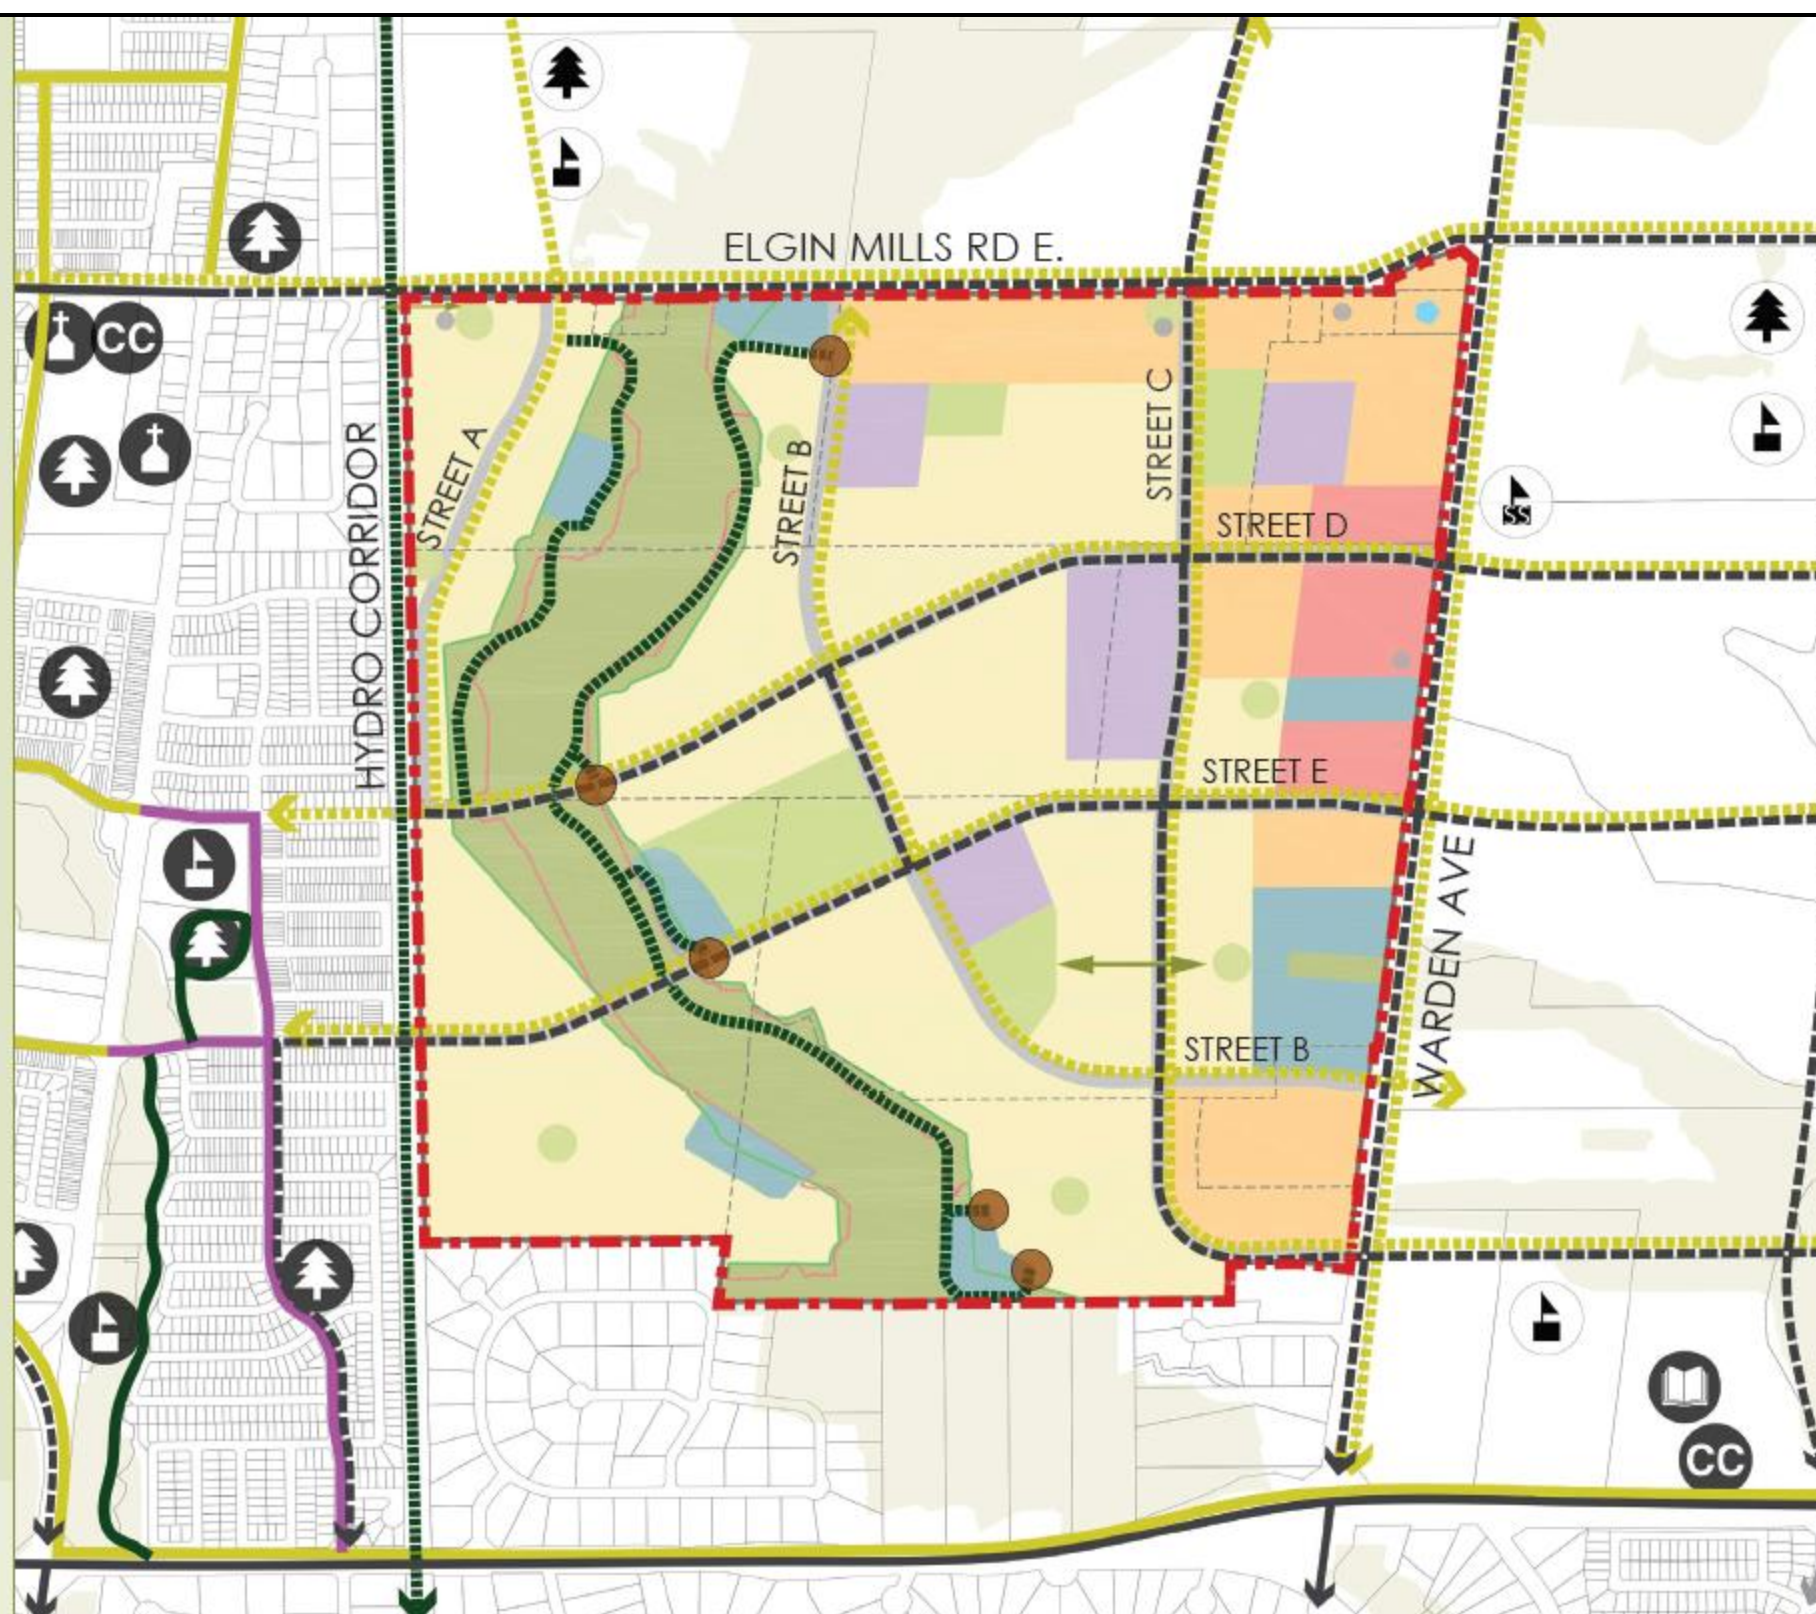 ELGIN MILLS RD E.
CC
STREET A
STREET B
STREET C
HYDRO CORRIDOR
STREET D
SS
STREET E
WARDEN AVE
STREET B
CC